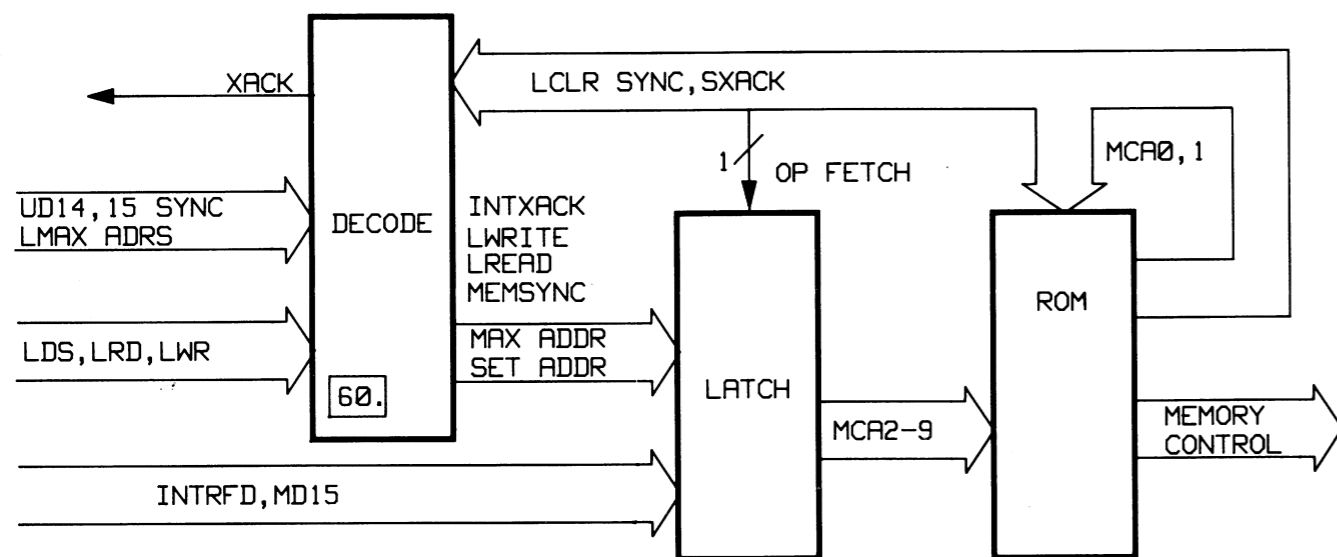 XACK
LCLR SYNC,SXACK
MCA0,1
1
OP FETCH
UD14,15 SYNC
LMAX ADRS
DECODE
INTXACK
LWRITE
LREAD
MEMSYNC
ROM
LDS,LRD,LWR
MAX ADDR
SET ADDR
60.
LATCH
MCA2-9
MEMORY
CONTROL
INTRFD,MD15